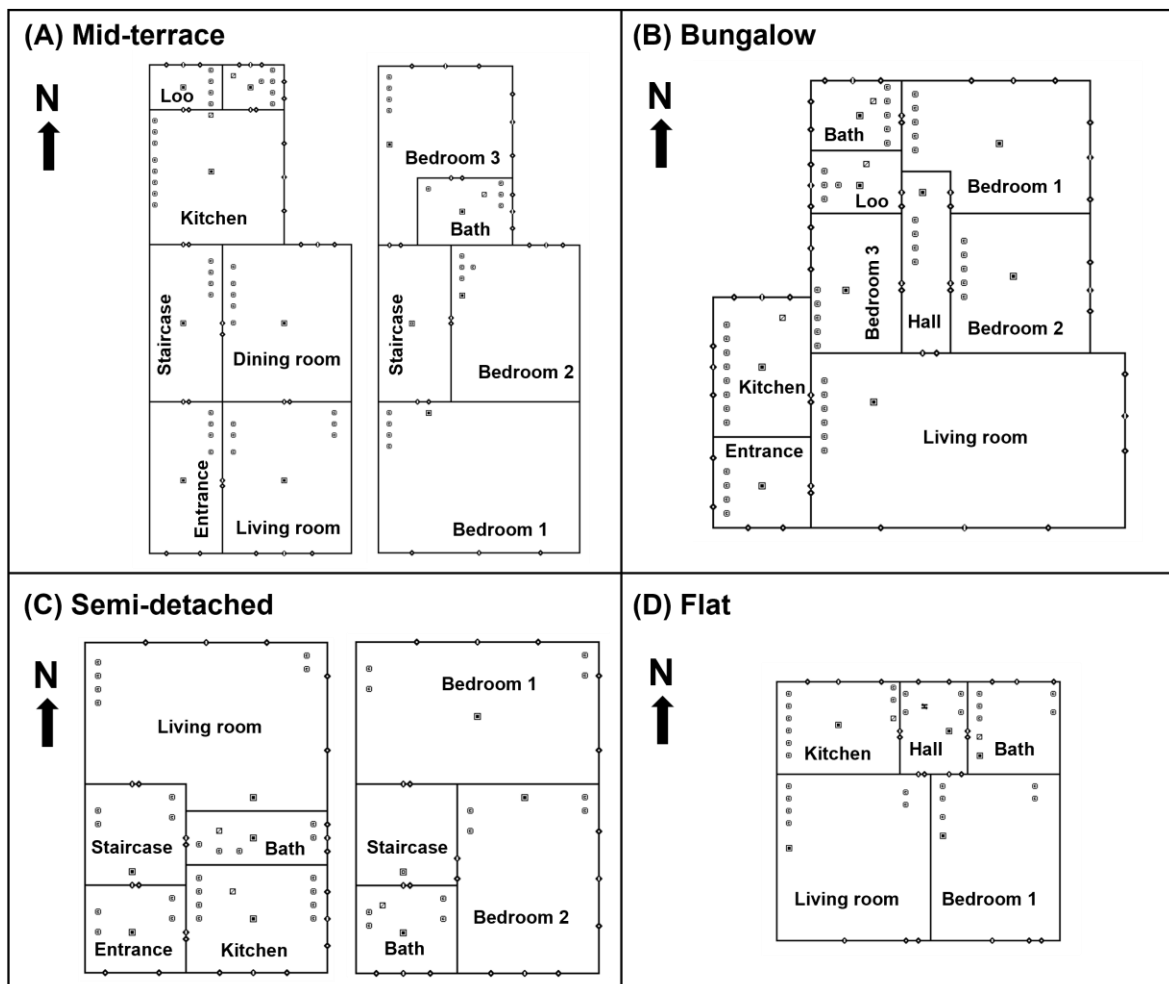 (A) Mid-terrace
N
Loo
Kitchen
Staircase
Dining room
Entrance
Living room
Bedroom 3
Bath
Staircase
Bedroom 2
Bedroom 1
(B) Bungalow
N
Bath
Bedroom 1
Loo
Bedroom 3
Hall
Bedroom 2
Kitchen
Entrance
Living room
(C) Semi-detached
N
Living room
Staircase
Bath
Entrance
Kitchen
Bedroom 1
Staircase
Bedroom 2
Bath
(D) Flat
N
Kitchen
Hall
Bath
Living room
Bedroom 1